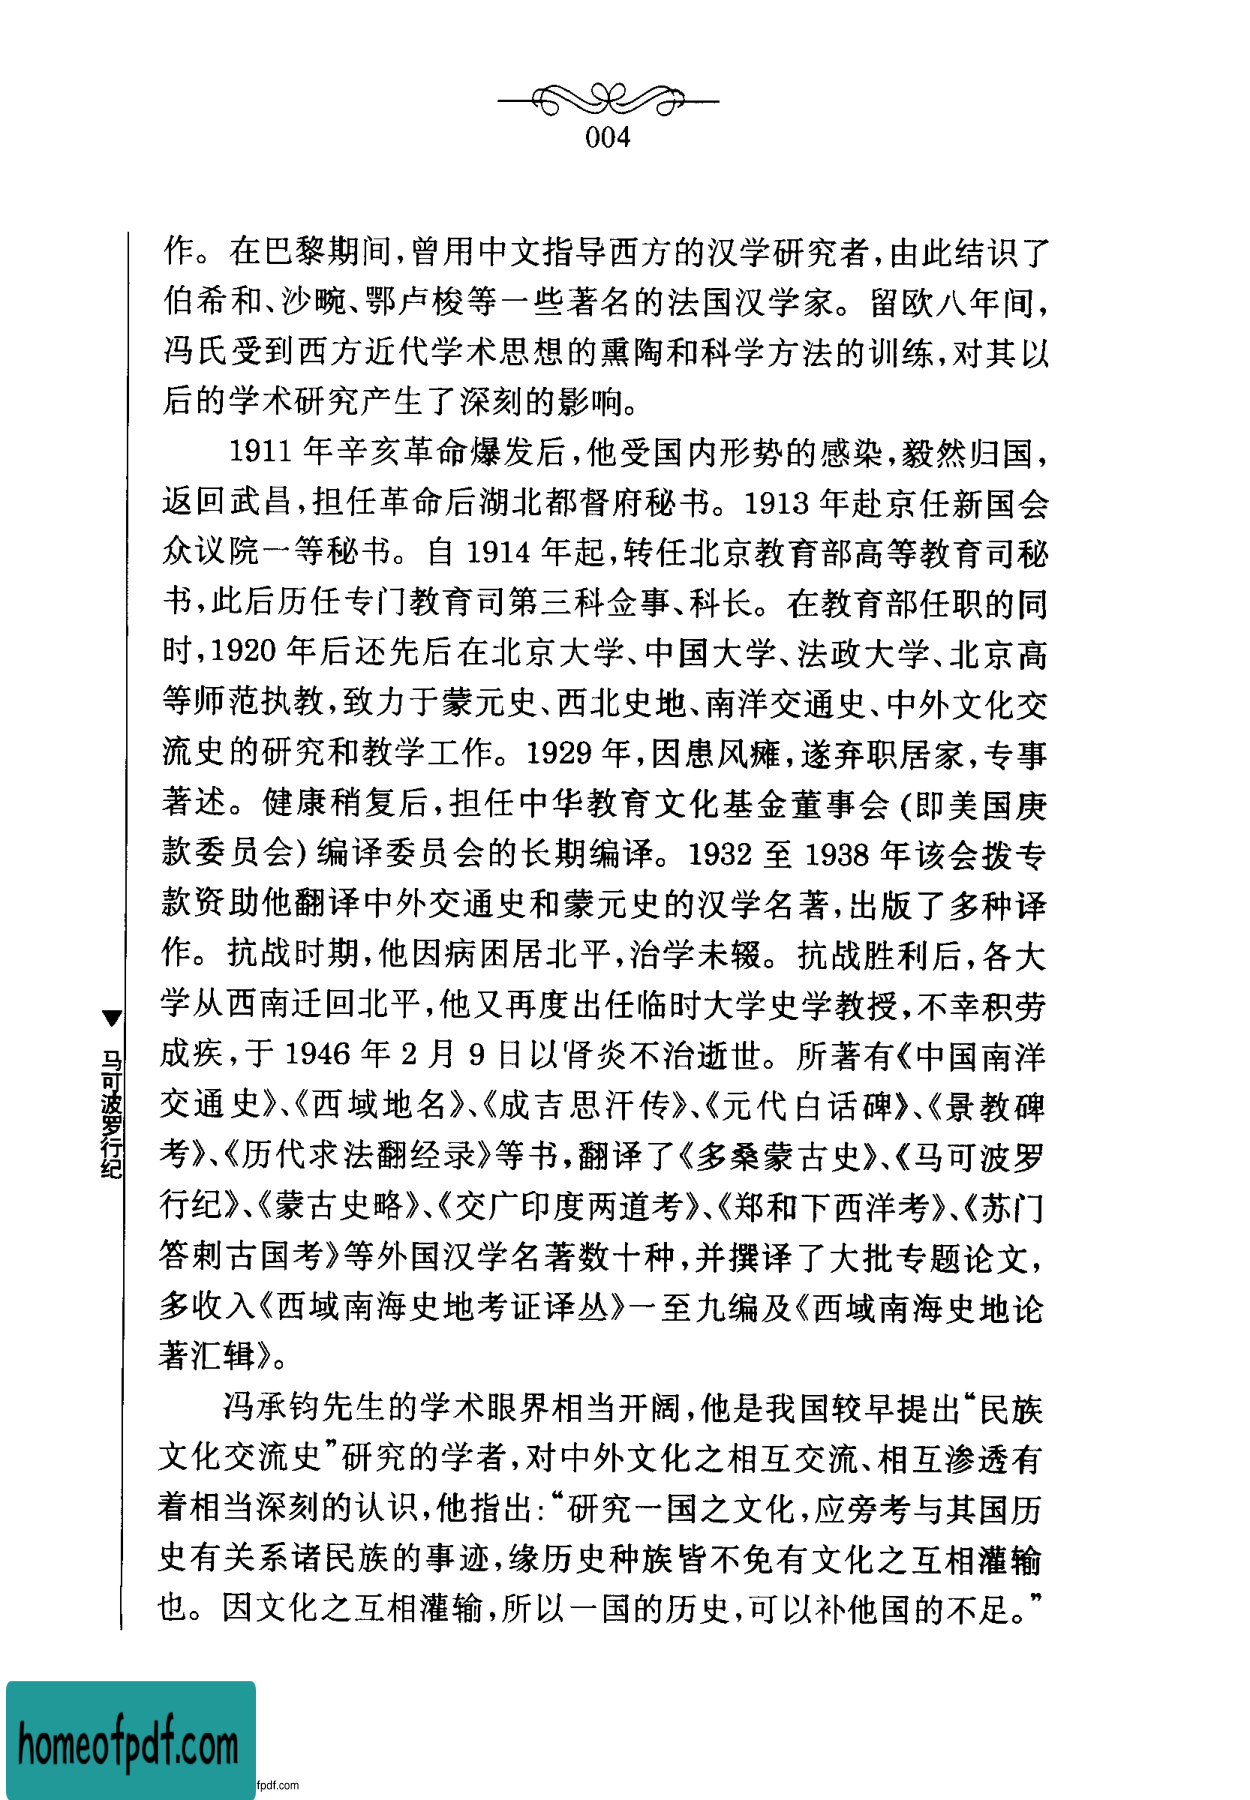 004
作。在巴黎期间,曾用中文指导西方的汉学研究者,由此结识了
伯希和、沙畹、鄂卢梭等一些著名的法国汉学家。留欧八年间,
冯氏受到西方近代学术思想的熏陶和科学方法的训练,对其以
后的学术研究产生了深刻的影响。
1911 年辛亥革命爆发后,他受国内形势的感染,毅然归国,
返回武昌,担任革命后湖北都督府秘书。1913 年赴京任新国会
众议院一等秘书。自 1914 年起,转任北京教育部高等教育司秘
书,此后历任专门教育司第三科佥事、科长。在教育部任职的同
时,1920 年后还先后在北京大学、中国大学、法政大学、北京高
等师范执教,致力于蒙元史、西北史地、南洋交通史、中外文化交
流史的研究和教学工作。1929 年,因患风瘫,遂弃职居家,专事
著述。健康稍复后,担任中华教育文化基金董事会(即美国庚
款委员会)编译委员会的长期编译。1932 至 1938 年该会拨专
款资助他翻译中外交通史和蒙元史的汉学名著,出版了多种译
作。抗战时期,他因病困居北平,治学未辍。抗战胜利后,各大
学从西南迁回北平,他又再度出任临时大学史学教授,不幸积劳
成疾,于 1946 年 2 月 9 日以肾炎不治逝世。所著有《中国南洋
交通史》、《西域地名》、《成吉思汗传》、《元代白话碑》、《景教碑
考》、《历代求法翻经录》等书,翻译了《多桑蒙古史》、《马可波罗
行纪》、《蒙古史略》、《交广印度两道考》、《郑和下西洋考》、《苏门
答剌古国考》等外国汉学名著数十种,并撰译了大批专题论文,
多收入《西域南海史地考证译丛》一至九编及《西域南海史地论
著汇辑》。
冯承钧先生的学术眼界相当开阔,他是我国较早提出“民族
文化交流史”研究的学者,对中外文化之相互交流、相互渗透有
着相当深刻的认识,他指出:“研究一国之文化,应旁考与其国历
史有关系诸民族的事迹,缘历史种族皆不免有文化之互相灌输
也。因文化之互相灌输,所以一国的历史,可以补他国的不足。”
▼马可波罗行纪
homeofpdf.com
fpdf.com